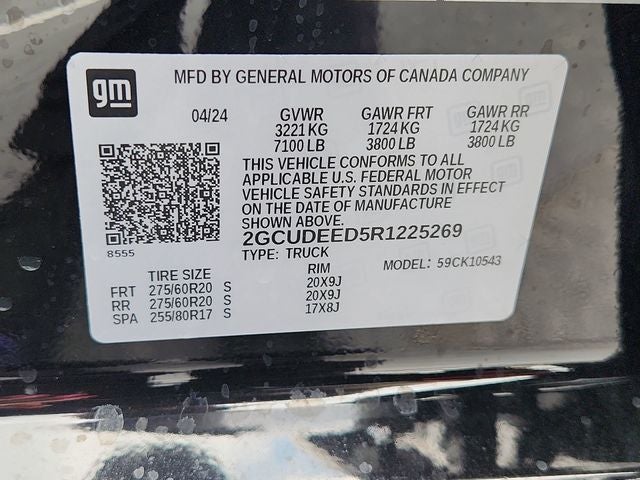 gm
MFD BY GENERAL MOTORS OF CANADA COMPANY
04/24 GVWR GAWR FRT GAWR RR
3221 KG 1724 KG 1724 KG
7100 LB 3800 LB 3800 LB
THIS VEHICLE CONFORMS TO ALL
APPLICABLE U.S. FEDERAL MOTOR
VEHICLE SAFETY STANDARDS IN EFFECT
ON THE DATE OF MANUFACTURE
SHOWN ABOVE.
2GCUDEED5R1225269
8555
TYPE: TRUCK MODEL: 59CK10543
TIRE SIZE RIM
FRT 275/60R20 S 20X9J
RR 275/60R20 S 20X9J
SPA 255/80R17 S 17X8J